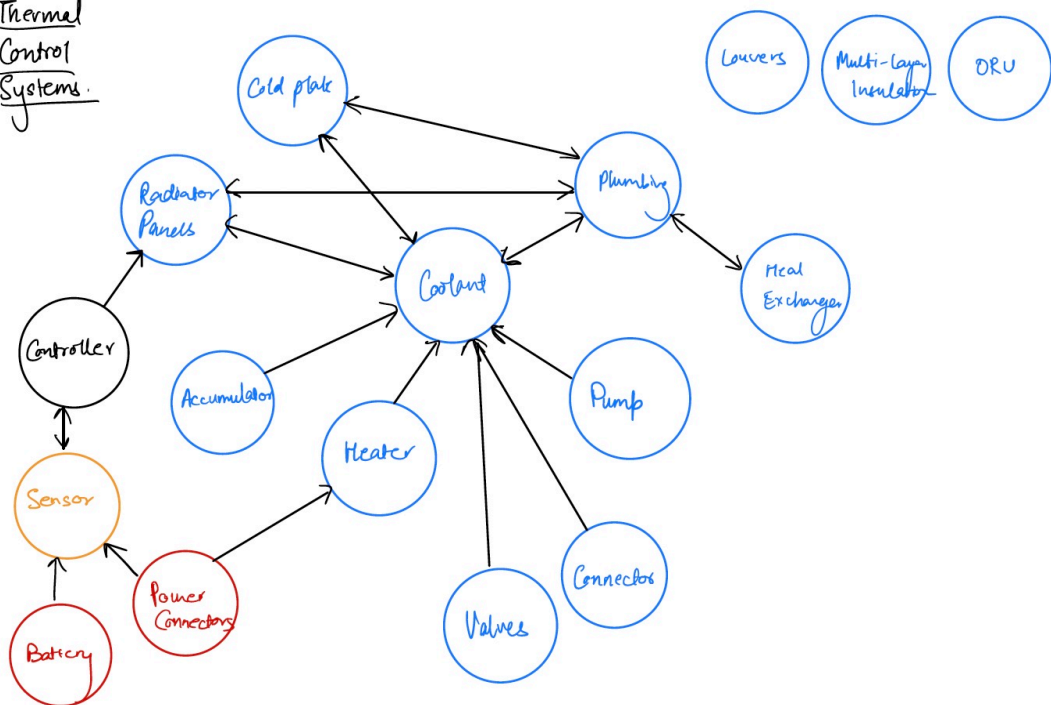 Thermal
Control
Systems.
Louvers
Multi-Layer
Insulation
ORU
Cold plate
Plumbing
Radiator
Panels
Coolant
Heat
Exchanger
Controller
Accumulator
Pump
Heater
Sensor
Connector
Power
Connectors
Valves
Battery